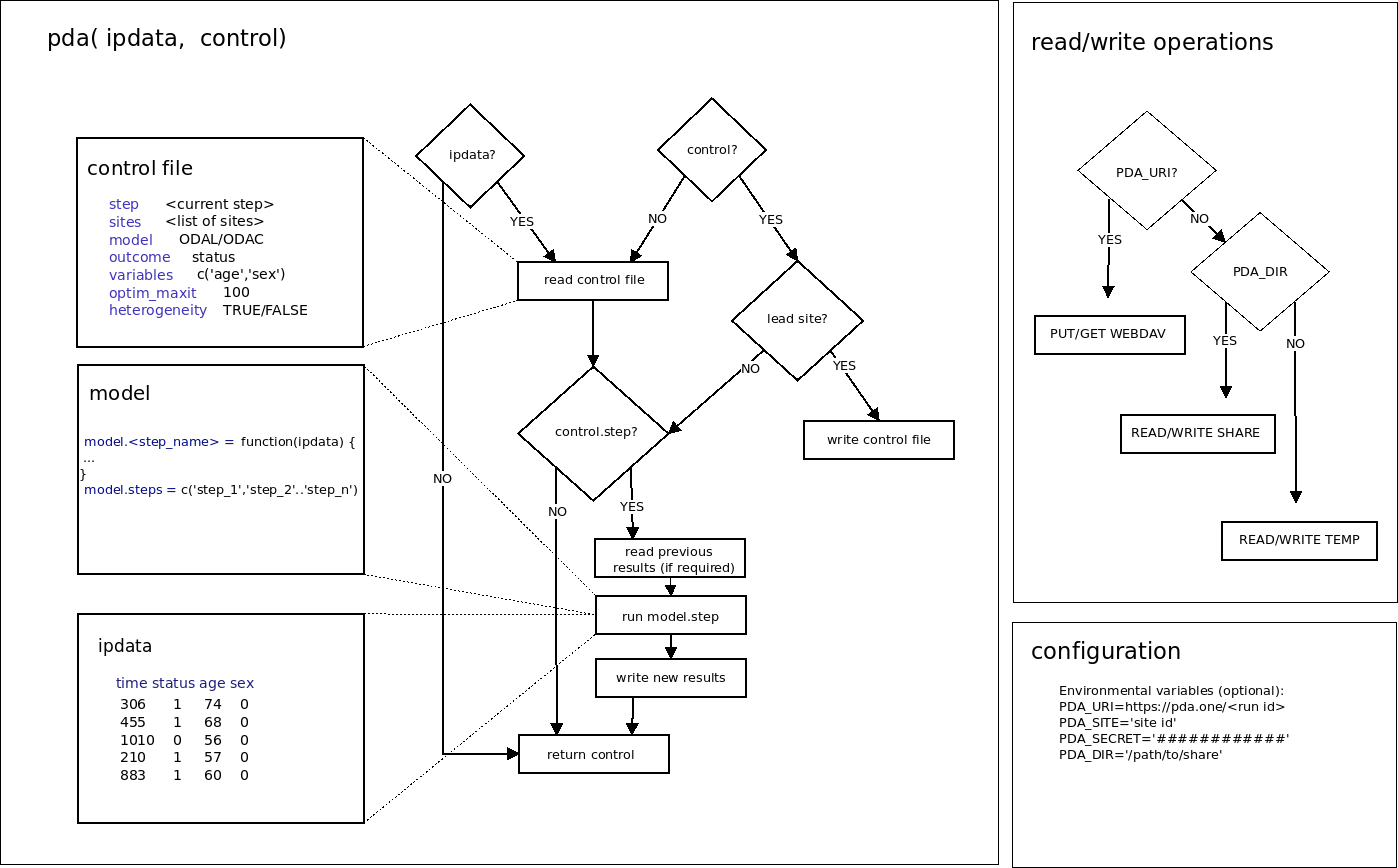 pda( ipdata, control)
control file
step <current step>
sites <list of sites>
model ODAL/ODAC
outcome status
variables c('age','sex')
optim_maxit 100
heterogeneity TRUE/FALSE
model
model.<step_name> = function(ipdata) {
...
}
model.steps = c('step_1','step_2'..'step_n')
ipdata
time status age sex
306 1 74 0
455 1 68 0
1010 0 56 0
210 1 57 0
883 1 60 0
ipdata?
control?
YES
NO
YES
read control file
lead site?
NO
YES
control.step?
write control file
NO
NO
YES
read previous
results (if required)
run model.step
write new results
return control
read/write operations
PDA_URI?
NO
YES
PDA_DIR
PUT/GET WEBDAV
YES
NO
READ/WRITE SHARE
READ/WRITE TEMP
configuration
Environmental variables (optional):
PDA_URI=https://pda.one/<run id>
PDA_SITE='site id'
PDA_SECRET='############'
PDA_DIR='/path/to/share'